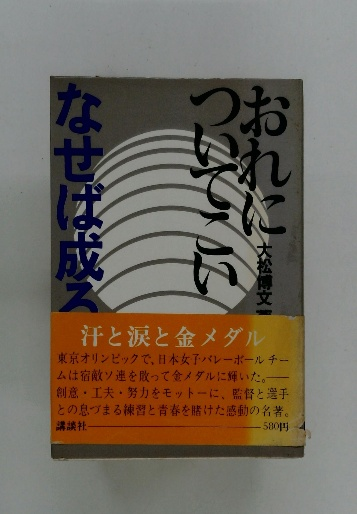 おれに
ついてこい
大松博文
なせば成る
汗と涙と金メダル
東京オリンピックで、日本女子バレーボールチー
ムは宿敵ソ連を敗って金メダルに輝いた。――
創意・工夫・努力をモットーに、監督と選手
との息づまる練習と青春を賭けた感動の名著。
講談社――580円